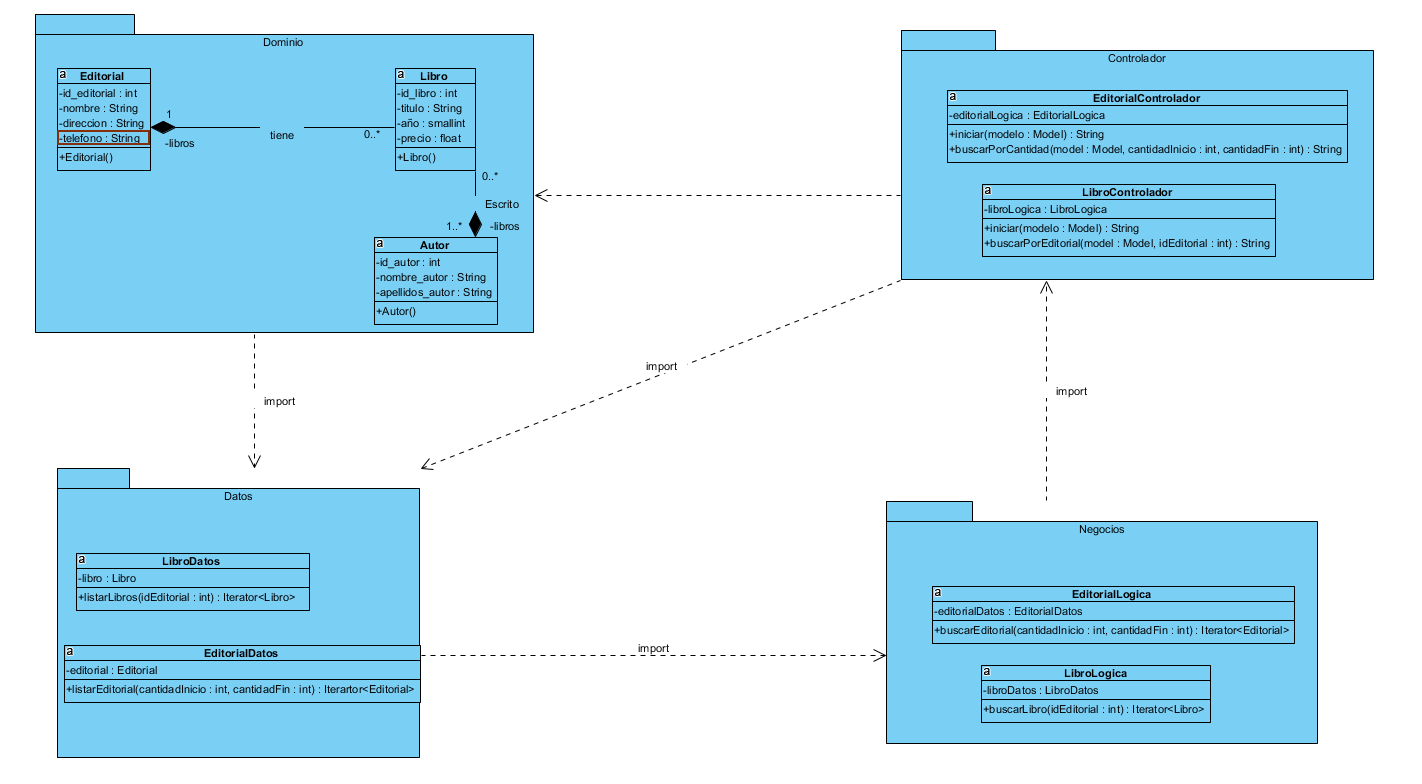 Dominio
a Editorial
-id_editorial : int
-nombre : String
-direccion : String
-telefono : String
+Editorial()
1
-libros
tiene
0..*
a Libro
-id_libro : int
-titulo : String
-año : smallint
-precio : float
+Libro()
0..*
Escrito
1..*
-libros
a Autor
-id_autor : int
-nombre_autor : String
-apellidos_autor : String
+Autor()
Controlador
a EditorialControlador
-editorialLogica : EditorialLogica
+iniciar(modelo : Model) : String
+buscarPorCantidad(model : Model, cantidadInicio : int, cantidadFin : int) : String
a LibroControlador
-libroLogica : LibroLogica
+iniciar(modelo : Model) : String
+buscarPorEditorial(model : Model, idEditorial : int) : String
import
import
import
Datos
a LibroDatos
-libro : Libro
+listarLibros(idEditorial : int) : Iterator<Libro>
a EditorialDatos
-editorial : Editorial
+listarEditorial(cantidadInicio : int, cantidadFin : int) : Iterartor<Editorial>
import
Negocios
a EditorialLogica
-editorialDatos : EditorialDatos
+buscarEditorial(cantidadInicio : int, cantidadFin : int) : Iterator<Editorial>
a LibroLogica
-libroDatos : LibroDatos
+buscarLibro(idEditorial : int) : Iterator<Libro>